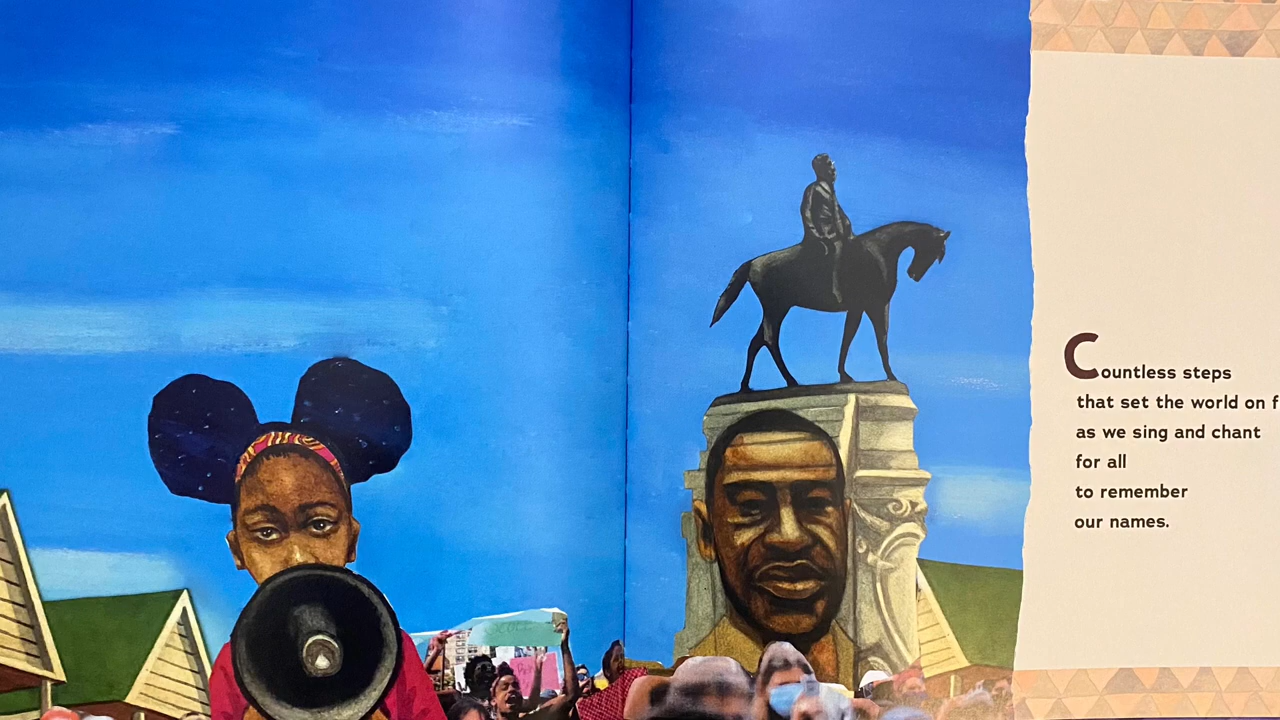 Countless steps
that set the world on f
as we sing and chant
for all
to remember
our names.